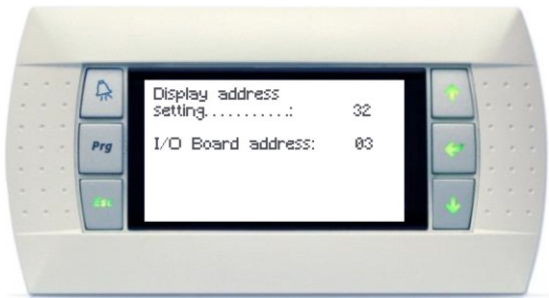 Display address
setting...........: 32
I/O Board address: 03
Prg
Esc